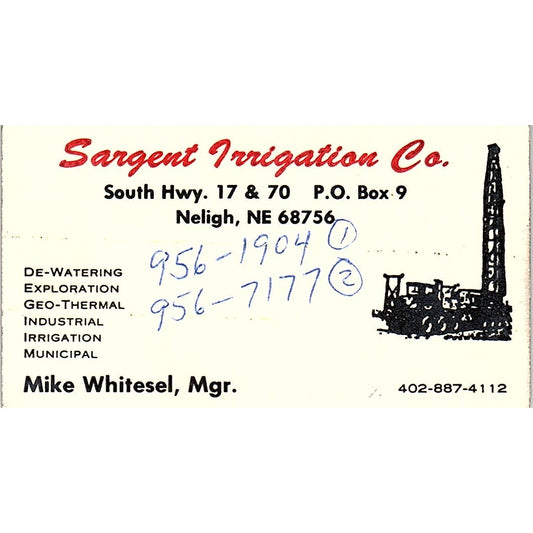 Sargent Irrigation Co.
South Hwy. 17 & 70 P.O. Box 9
Neligh, NE 68756
956-1904 ①
956-7177 ②
De-Watering
Exploration
Geo-Thermal
Industrial
Irrigation
Municipal
Mike Whitesel, Mgr.
402-887-4112